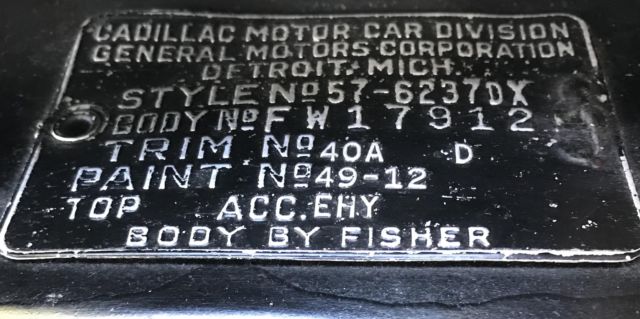 CADILLAC MOTOR CAR DIVISION
GENERAL MOTORS CORPORATION
DETROIT. MICH.
STYLE No 57-6237DX
BODY No FW17912
TRIM No 40A D
PAINT No 49-12
TOP ACC. EHY
BODY BY FISHER